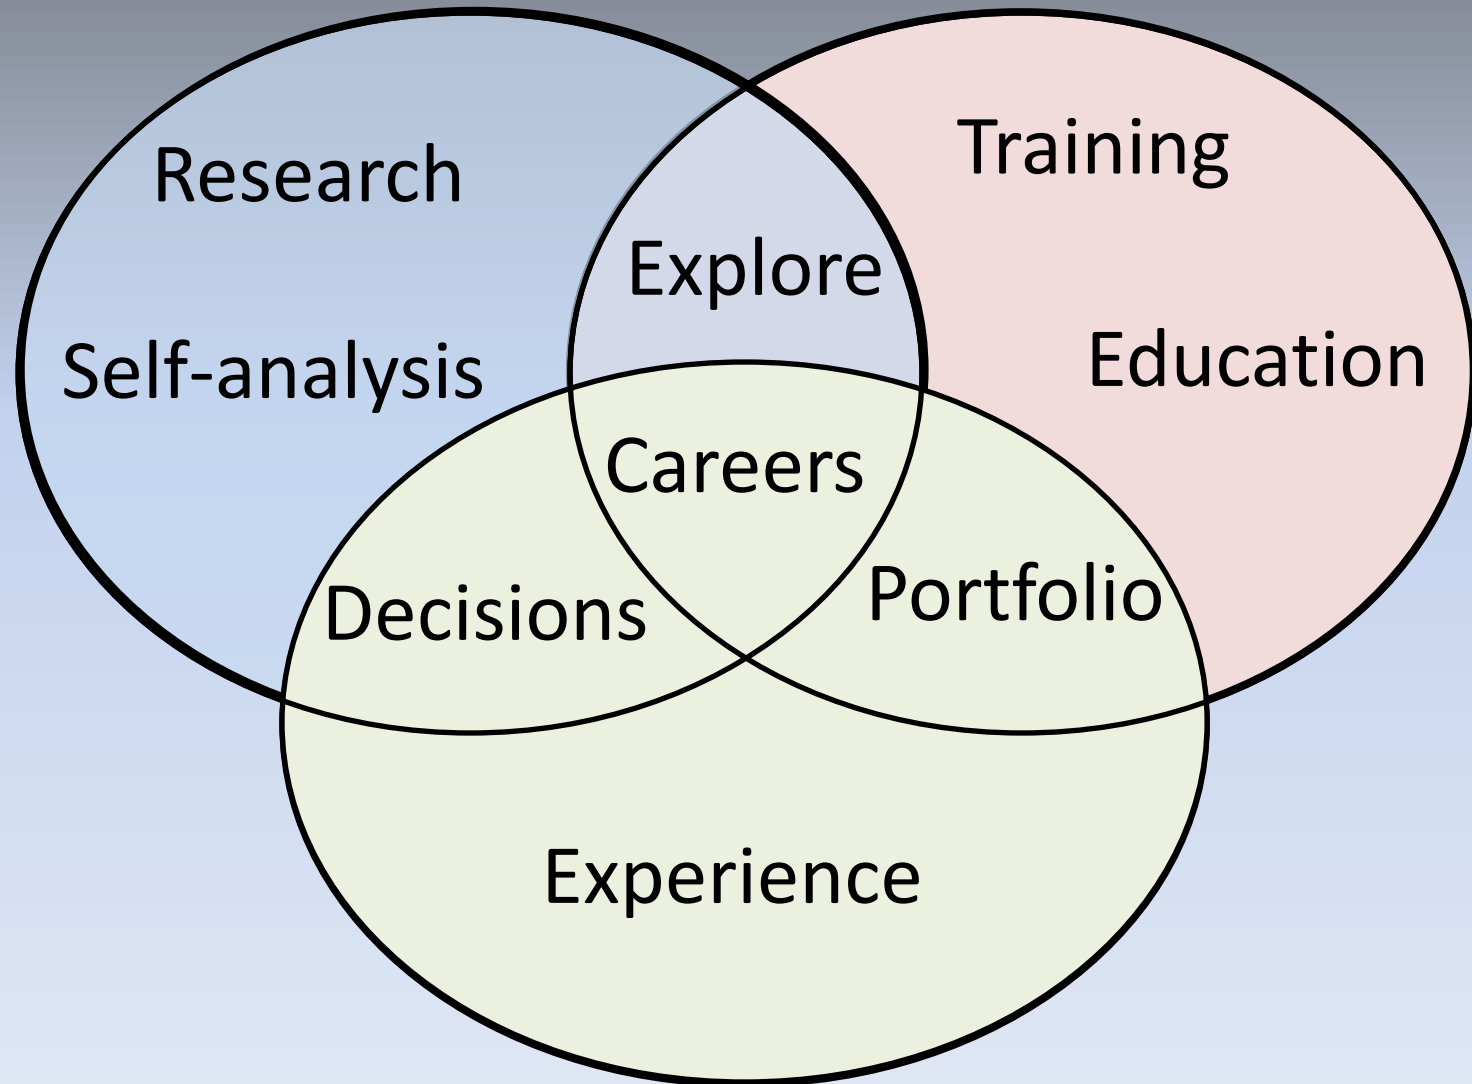 Research
Training
Explore
Self-analysis
Education
Careers
Decisions
Portfolio
Experience